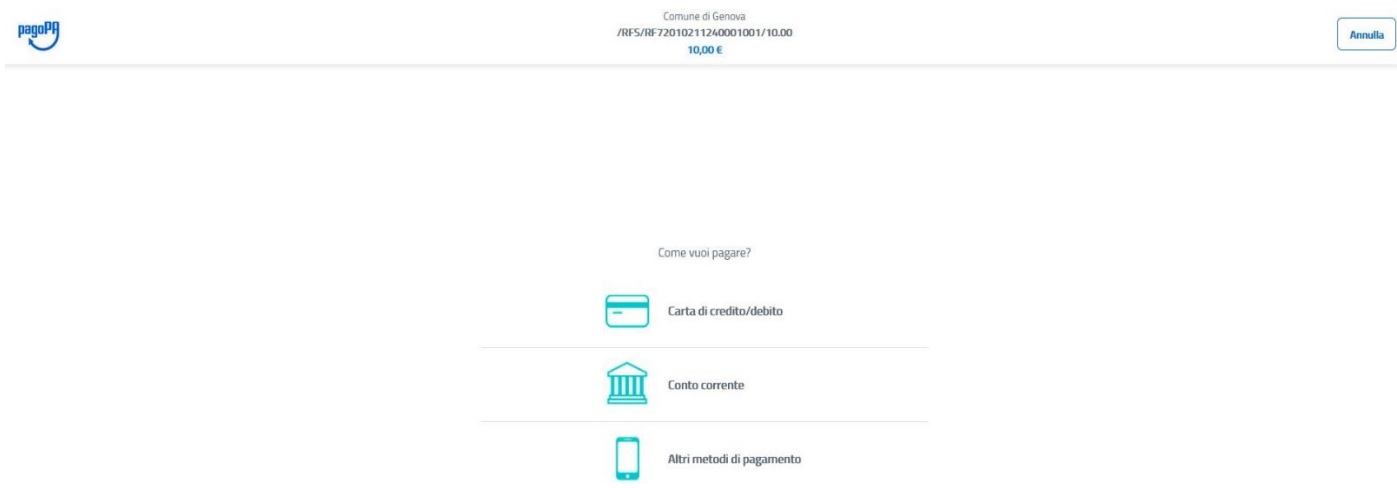 pagoPA
Comune di Genova
/RFS/RF72010211240001001/10.00
10,00 €
Annulla
Come vuoi pagare?
Carta di credito/debito
Conto corrente
Altri metodi di pagamento